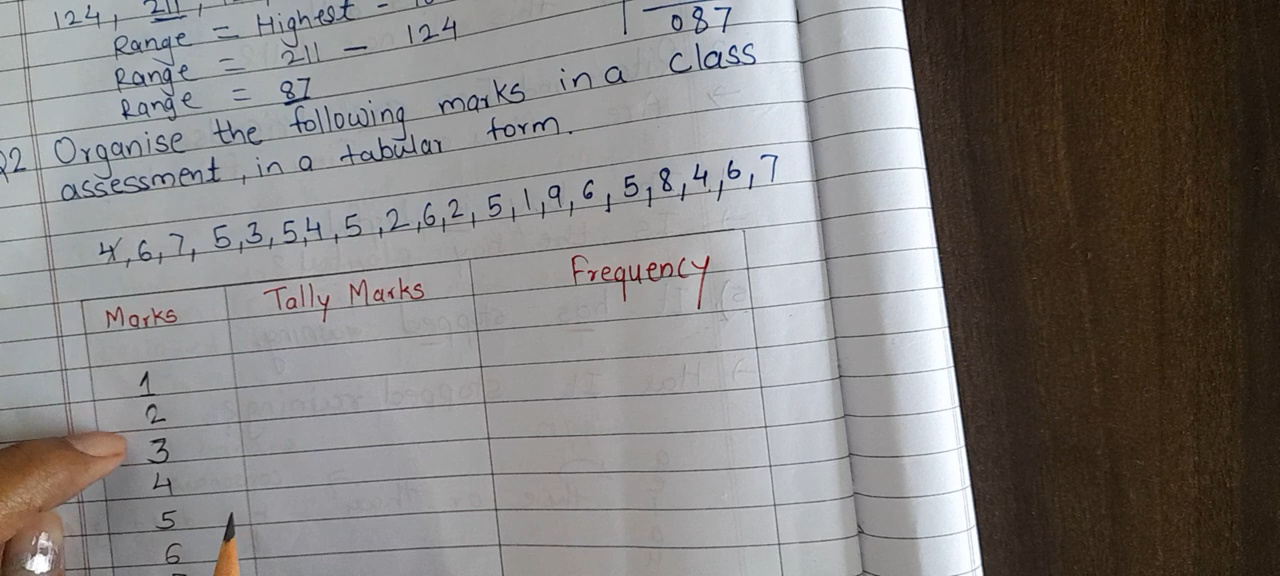 124, 211,
Range = Highest -
Range = 211 - 124
087
Range = 87
Q2 Organise the following marks in a class
assessment, in a tabular form.
4, 6, 7, 5, 3, 5, 4, 5, 2, 6, 2, 5, 1, 9, 6, 5, 8, 4, 6, 7
Marks Tally Marks Frequency
1
2
3
4
5
6